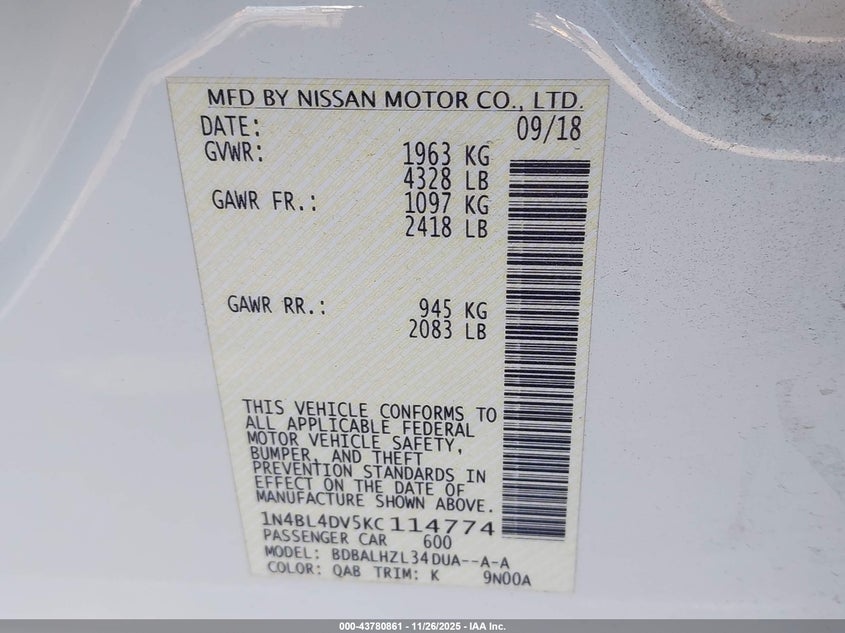 MFD BY NISSAN MOTOR CO., LTD.
DATE: 09/18
GVWR: 1963 KG
4328 LB
GAWR FR.: 1097 KG
2418 LB
GAWR RR.: 945 KG
2083 LB
THIS VEHICLE CONFORMS TO
ALL APPLICABLE FEDERAL
MOTOR VEHICLE SAFETY,
BUMPER, AND THEFT
PREVENTION STANDARDS IN
EFFECT ON THE DATE OF
MANUFACTURE SHOWN ABOVE.
1N4BL4DV5KC114774
PASSENGER CAR 600
MODEL: BDBALHZL34DUA--A-A
COLOR: QAB TRIM: K 9N00A
000-43780861 - 11/26/2025 - IAA Inc.